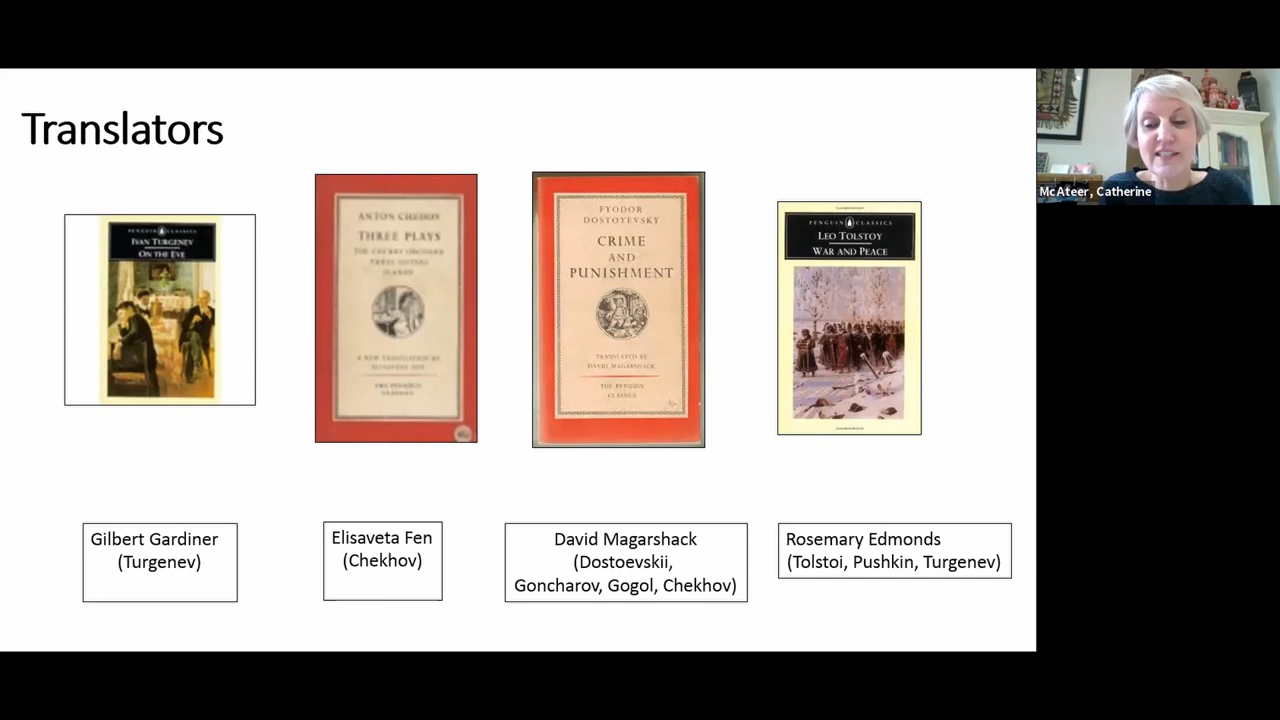 Translators
McAteer, Catherine
PENGUIN CLASSICS
IVAN TURGENEV
ON THE EVE
ANTON CHEKHOV
THREE PLAYS
THE CHERRY ORCHARD
THREE SISTERS
IVANOV
A NEW TRANSLATION BY
ELISAVETA FEN
THE PENGUIN
CLASSICS
FYODOR
DOSTOYEVSKY
CRIME
AND
PUNISHMENT
TRANSLATED BY
DAVID MAGARSHACK
THE PENGUIN
CLASSICS
PENGUIN CLASSICS
LEO TOLSTOY
WAR AND PEACE
Gilbert Gardiner
(Turgenev)
Elisaveta Fen
(Chekhov)
David Magarshack
(Dostoevskii,
Goncharov, Gogol, Chekhov)
Rosemary Edmonds
(Tolstoi, Pushkin, Turgenev)